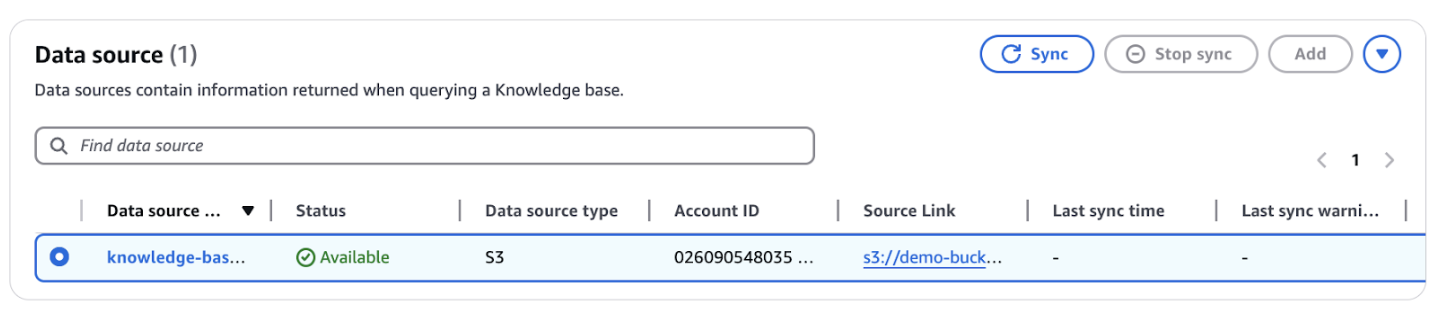 Data source (1)
Sync
Stop sync
Add
Data sources contain information returned when querying a Knowledge base.
Find data source
1
Data source ... Status Data source type Account ID Source Link Last sync time Last sync warni...
knowledge-bas... Available S3 026090548035 ... s3://demo-buck... - -